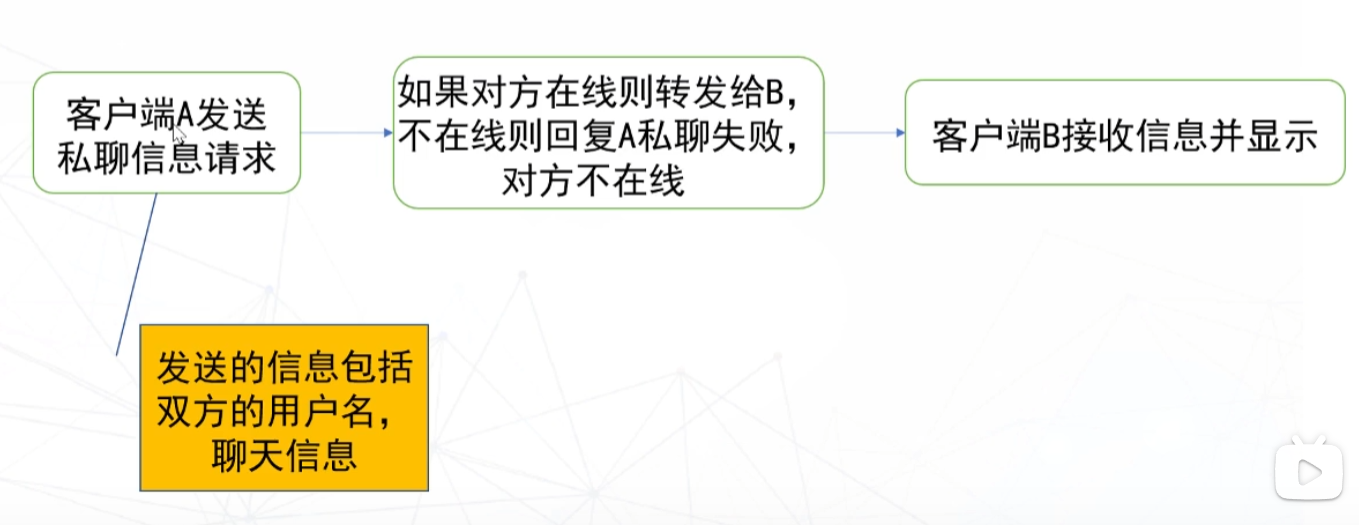 客户端A发送
私聊信息请求
如果对方在线则转发给B，
不在线则回复A私聊失败，
对方不在线
客户端B接收信息并显示
发送的信息包括
双方的用户名，
聊天信息